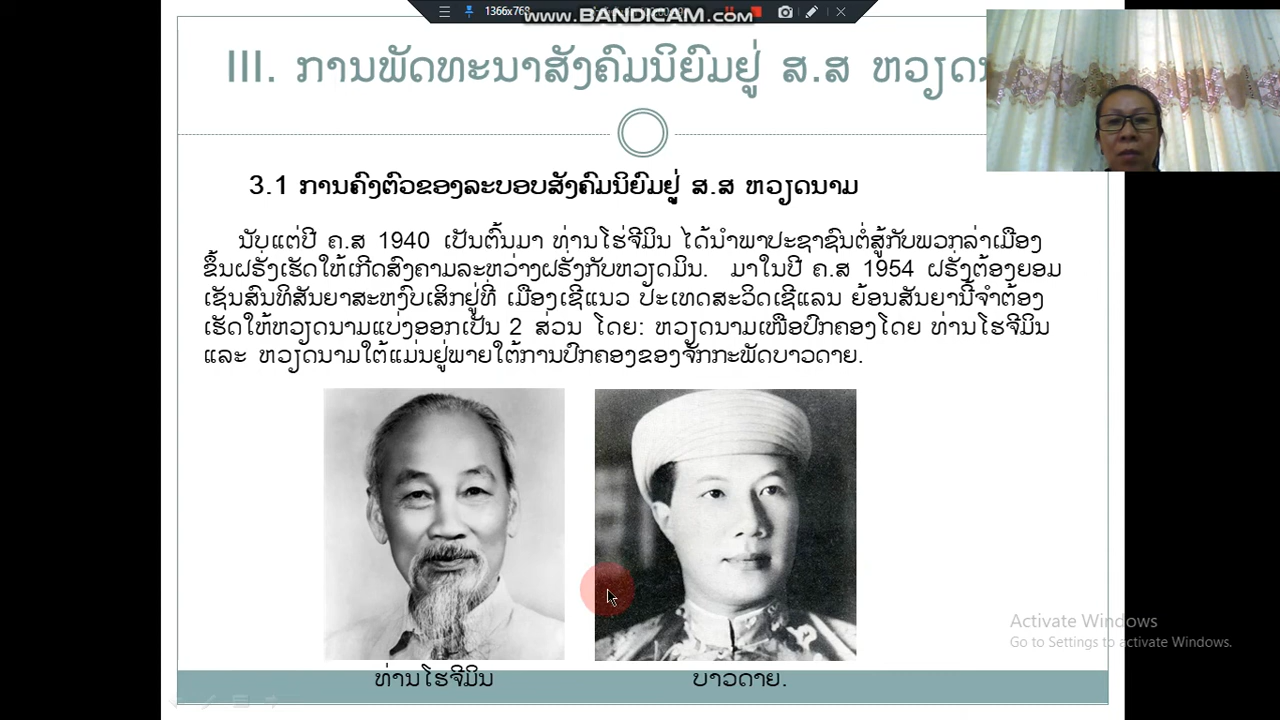 1366x768
www.BANDICAM.com
III. ການພັດທະນາສັງຄົມນິຍົມຢູ່ ສ.ສ ຫວຽດ
3.1 ການຄົງຕົວຂອງລະບອບສັງຄົມນິຍົມຢູ່ ສ.ສ ຫວຽດນາມ
ນັບແຕ່ປີ ຄ.ສ 1940 ເປັນຕົ້ນມາ ທ່ານໂຮ່ຈີມິນ ໄດ້ນຳພາປະຊາຊົນຕໍ່ສູ້ກັບພວກລ່າເມືອງ
ຂຶ້ນຝຣັ່ງເຮັດໃຫ້ເກີດສົງຄາມລະຫວ່າງຝຣັ່ງກັບຫວຽດມິນ. ມາໃນປີ ຄ.ສ 1954 ຝຣັ່ງຕ້ອງຍອມ
ເຊັນສົນທິສັນຍາສະຫງົບເສິກຢູ່ທີ່ ເມືອງເຊີແນວ ປະເທດສະວິດເຊີແລນ ຍ້ອນສັນຍານີ້ຈຳຕ້ອງ
ເຮັດໃຫ້ຫວຽດນາມແບ່ງອອກເປັນ 2 ສ່ວນ ໂດຍ: ຫວຽດນາມເໜືອປົກຄອງໂດຍ ທ່ານໂຮຈີມິນ
ແລະ ຫວຽດນາມໃຕ້ແມ່ນຢູ່ພາຍໃຕ້ການປົກຄອງຂອງຈັກກະພັດບາວດາຍ.
ທ່ານໂຮຈີມິນ
ບາວດາຍ.
Activate Windows
Go to Settings to activate Windows.